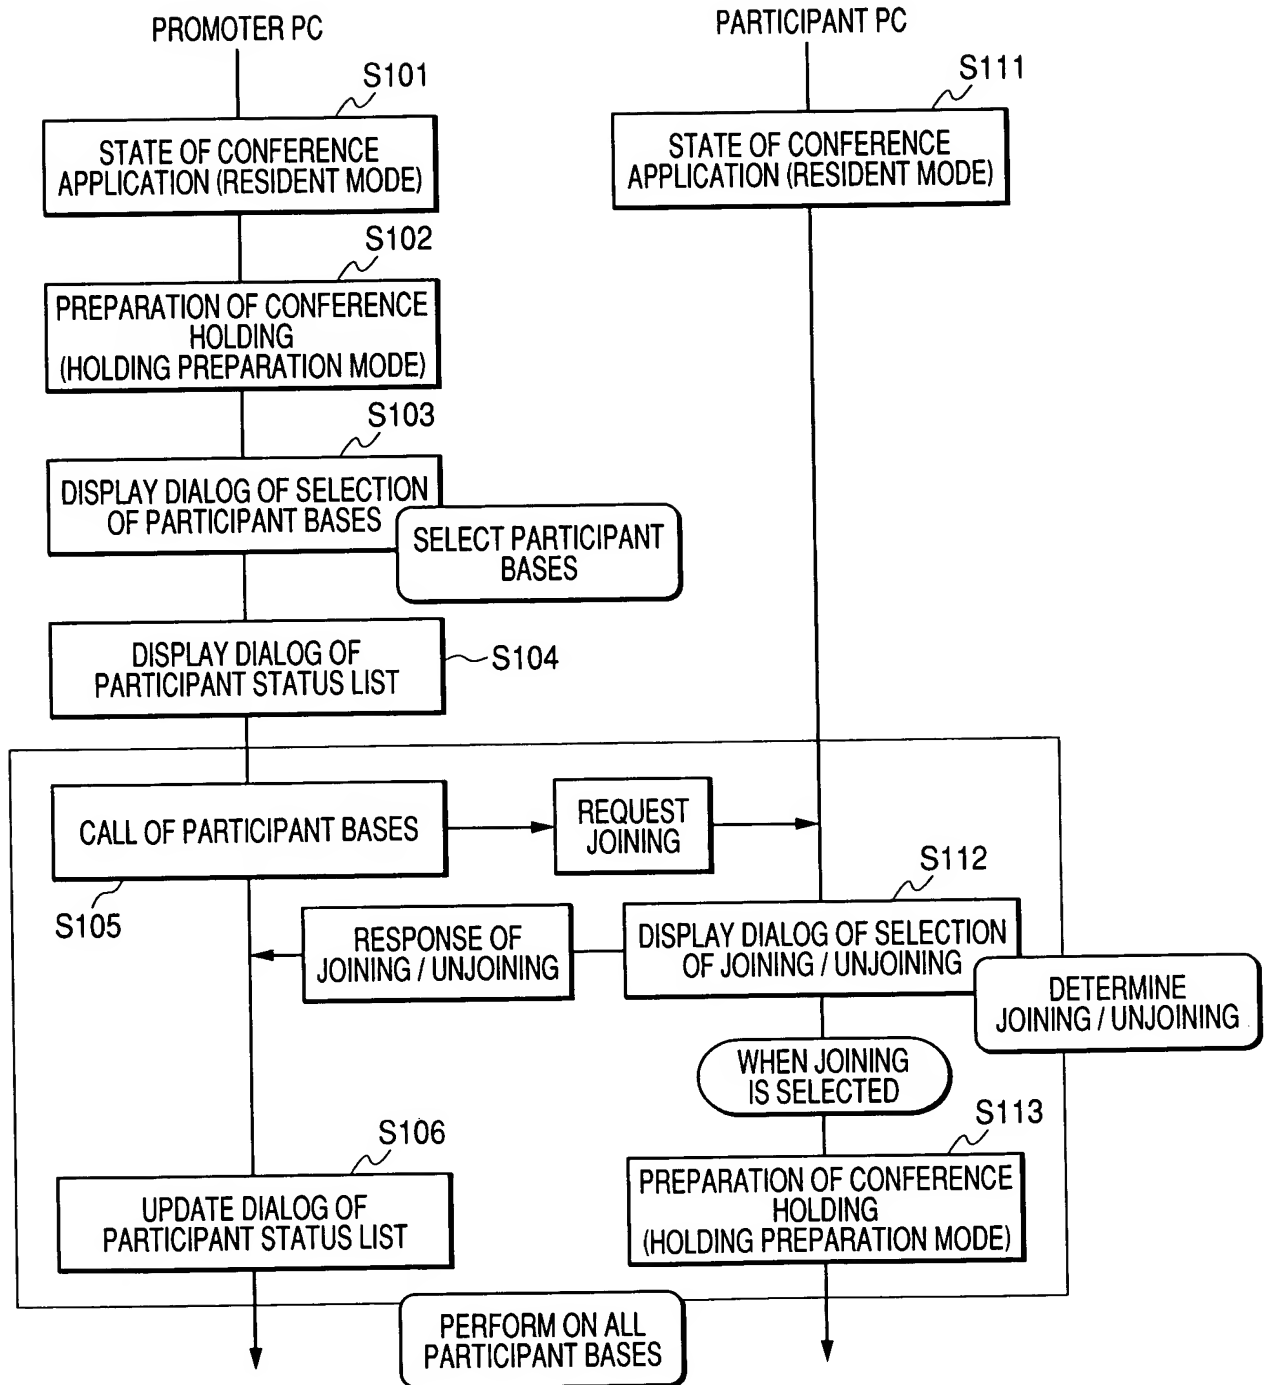 PROMOTER PC
PARTICIPANT PC
S101
S111
STATE OF CONFERENCE
APPLICATION (RESIDENT MODE)
STATE OF CONFERENCE
APPLICATION (RESIDENT MODE)
S102
PREPARATION OF CONFERENCE
HOLDING
(HOLDING PREPARATION MODE)
S103
DISPLAY DIALOG OF SELECTION
OF PARTICIPANT BASES
SELECT PARTICIPANT
BASES
DISPLAY DIALOG OF
PARTICIPANT STATUS LIST
S104
CALL OF PARTICIPANT BASES
REQUEST
JOINING
S105
S112
RESPONSE OF
JOINING / UNJOINING
DISPLAY DIALOG OF SELECTION
OF JOINING / UNJOINING
DETERMINE
JOINING / UNJOINING
WHEN JOINING
IS SELECTED
S106
S113
UPDATE DIALOG OF
PARTICIPANT STATUS LIST
PREPARATION OF CONFERENCE
HOLDING
(HOLDING PREPARATION MODE)
PERFORM ON ALL
PARTICIPANT BASES